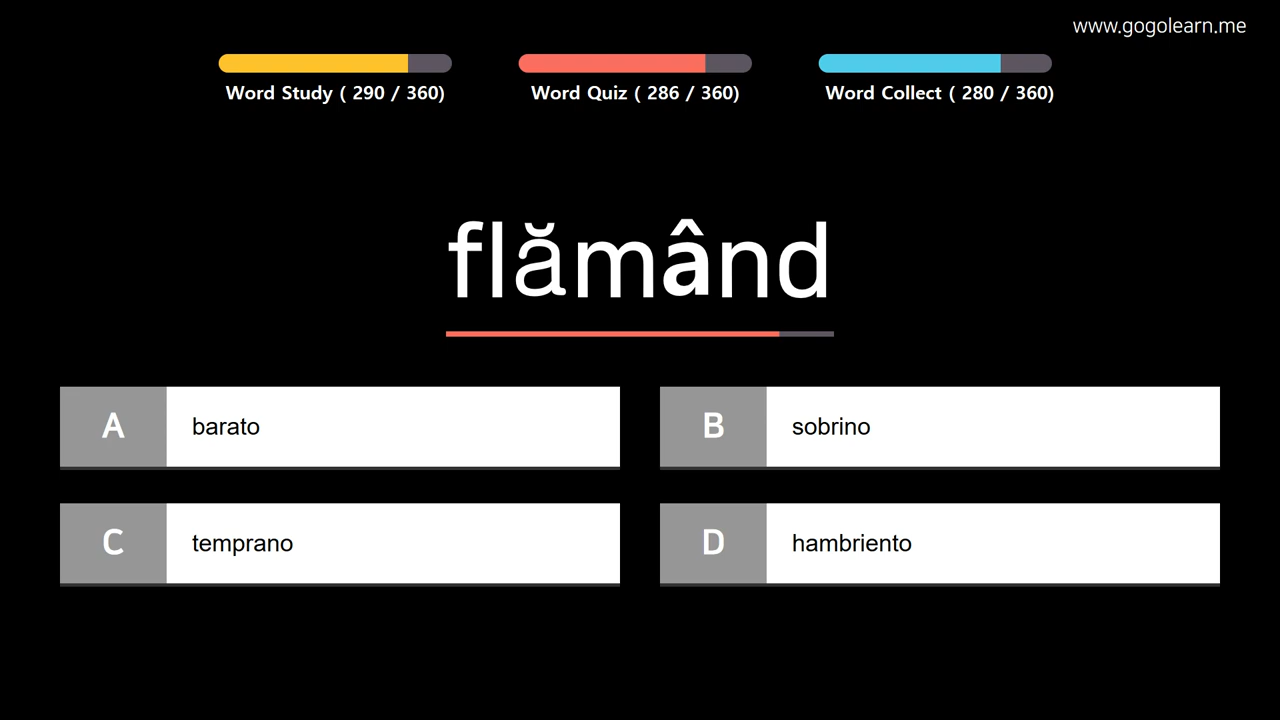 www.gogolearn.me
Word Study ( 290 / 360)
Word Quiz ( 286 / 360)
Word Collect ( 280 / 360)
flămând
A barato
B sobrino
C temprano
D hambriento